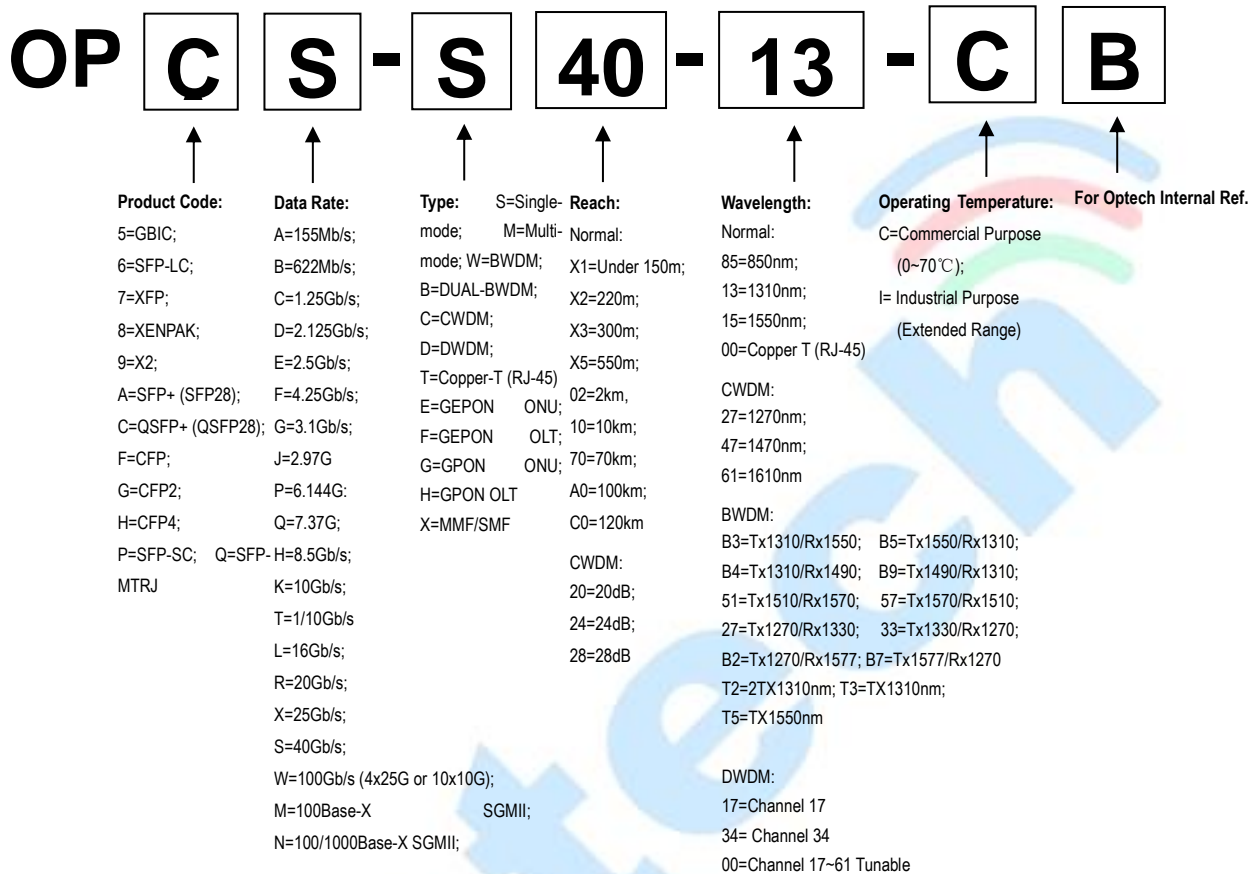 OP C S - S 40 - 13 - C B
Product Code:
5=GBIC;
6=SFP-LC;
7=XFP;
8=XENPAK;
9=X2;
A=SFP+ (SFP28);
C=QSFP+ (QSFP28);
F=CFP;
G=CFP2;
H=CFP4;
P=SFP-SC; Q=SFP-
MTRJ
Data Rate:
A=155Mb/s;
B=622Mb/s;
C=1.25Gb/s;
D=2.125Gb/s;
E=2.5Gb/s;
F=4.25Gb/s;
G=3.1Gb/s;
J=2.97G
P=6.144G:
Q=7.37G;
H=8.5Gb/s;
K=10Gb/s;
T=1/10Gb/s
L=16Gb/s;
R=20Gb/s;
X=25Gb/s;
S=40Gb/s;
W=100Gb/s (4x25G or 10x10G);
M=100Base-X SGMII;
N=100/1000Base-X SGMII;
Type: S=Single-
mode; M=Multi-
mode; W=BWDM;
B=DUAL-BWDM;
C=CWDM;
D=DWDM;
T=Copper-T (RJ-45)
E=GEPON ONU;
F=GEPON OLT;
G=GPON ONU;
H=GPON OLT
X=MMF/SMF
Reach:
Normal:
X1=Under 150m;
X2=220m;
X3=300m;
X5=550m;
02=2km,
10=10km;
70=70km;
A0=100km;
C0=120km
CWDM:
20=20dB;
24=24dB;
28=28dB
Wavelength:
Normal:
85=850nm;
13=1310nm;
15=1550nm;
00=Copper T (RJ-45)
CWDM:
27=1270nm;
47=1470nm;
61=1610nm
BWDM:
B3=Tx1310/Rx1550; B5=Tx1550/Rx1310;
B4=Tx1310/Rx1490; B9=Tx1490/Rx1310;
51=Tx1510/Rx1570; 57=Tx1570/Rx1510;
27=Tx1270/Rx1330; 33=Tx1330/Rx1270;
B2=Tx1270/Rx1577; B7=Tx1577/Rx1270
T2=2TX1310nm; T3=TX1310nm;
T5=TX1550nm
DWDM:
17=Channel 17
34= Channel 34
00=Channel 17~61 Tunable
Operating Temperature:
C=Commercial Purpose
(0~70℃);
I= Industrial Purpose
(Extended Range)
For Optech Internal Ref.
tech